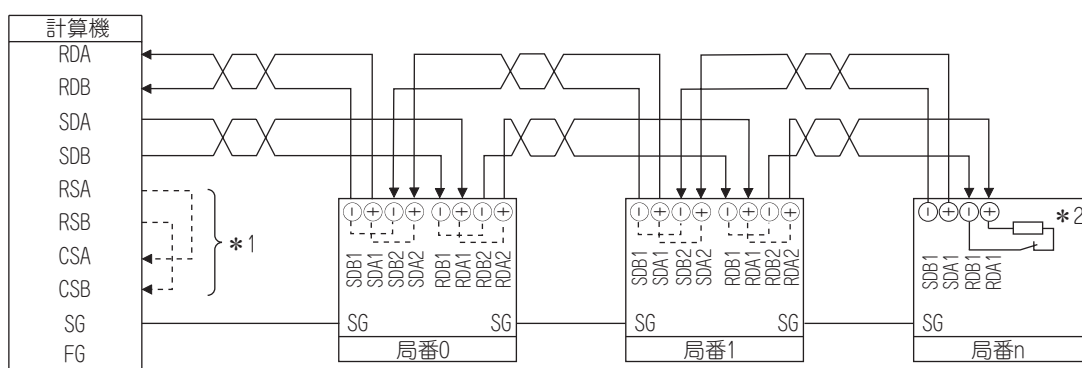 計算機
RDA
RDB
SDA
SDB
RSA
RSB
CSA
CSB
SG
FG
*1
- + - + - + - +
SDB1 SDA1 SDB2 SDA2 RDB1 RDA1 RDB2 RDA2
SG SG
局番0
- + - + - + - +
SDB1 SDA1 SDB2 SDA2 RDB1 RDA1 RDB2 RDA2
SG SG
局番1
- + - +
*2
SDB1 SDA1 RDB1 RDA1
SG
局番n